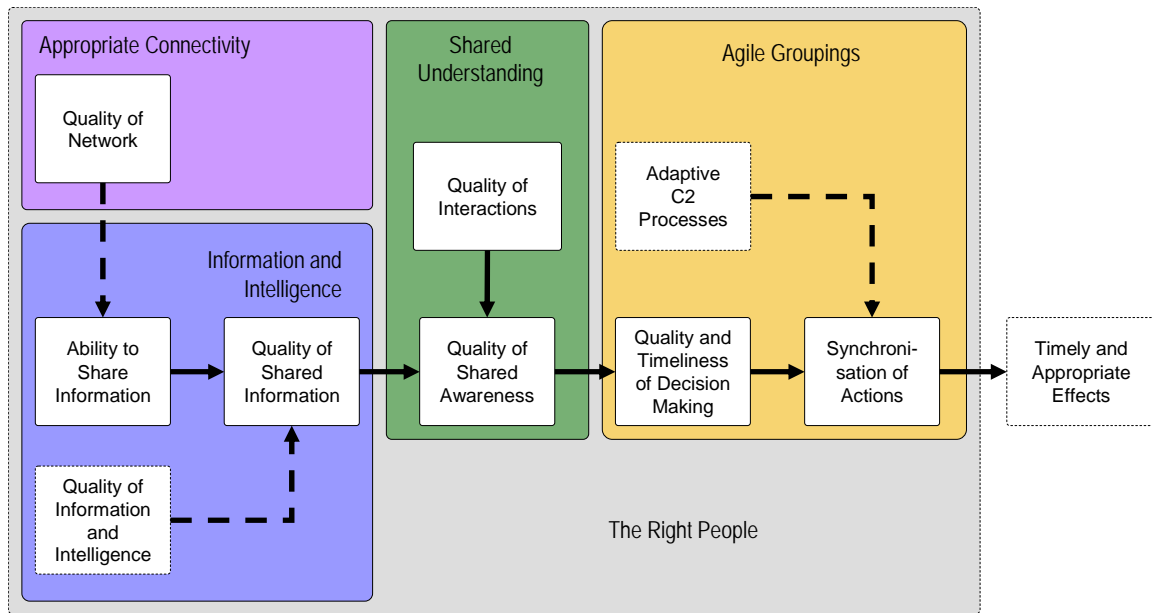 Appropriate Connectivity
Quality of
Network
Information and
Intelligence
Ability to
Share
Information
Quality of
Shared
Information
Quality of
Information
and
Intelligence
Shared
Understanding
Quality of
Interactions
Quality of
Shared
Awareness
Agile Groupings
Adaptive
C2
Processes
Quality and
Timeliness
of Decision
Making
Synchroni-
sation of
Actions
Timely and
Appropriate
Effects
The Right People